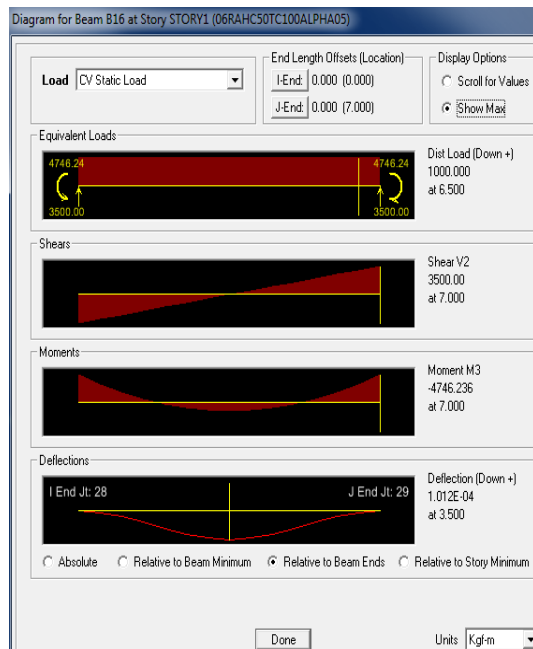 Diagram for Beam B16 at Story STORY1 (06RAHC50TC100ALPHA05)
Load CV Static Load
End Length Offsets (Location)
I-End: 0.000 (0.000)
J-End: 0.000 (7.000)
Display Options
Scroll for Values
Show Max
Equivalent Loads
4746.24 4746.24
3500.00 3500.00
Dist Load (Down +)
1000.000
at 6.500
Shears
Shear V2
3500.00
at 7.000
Moments
Moment M3
-4746.236
at 7.000
Deflections
I End Jt: 28 J End Jt: 29
Deflection (Down +)
1.012E-04
at 3.500
Absolute Relative to Beam Minimum Relative to Beam Ends Relative to Story Minimum
Done
Units Kgf-m